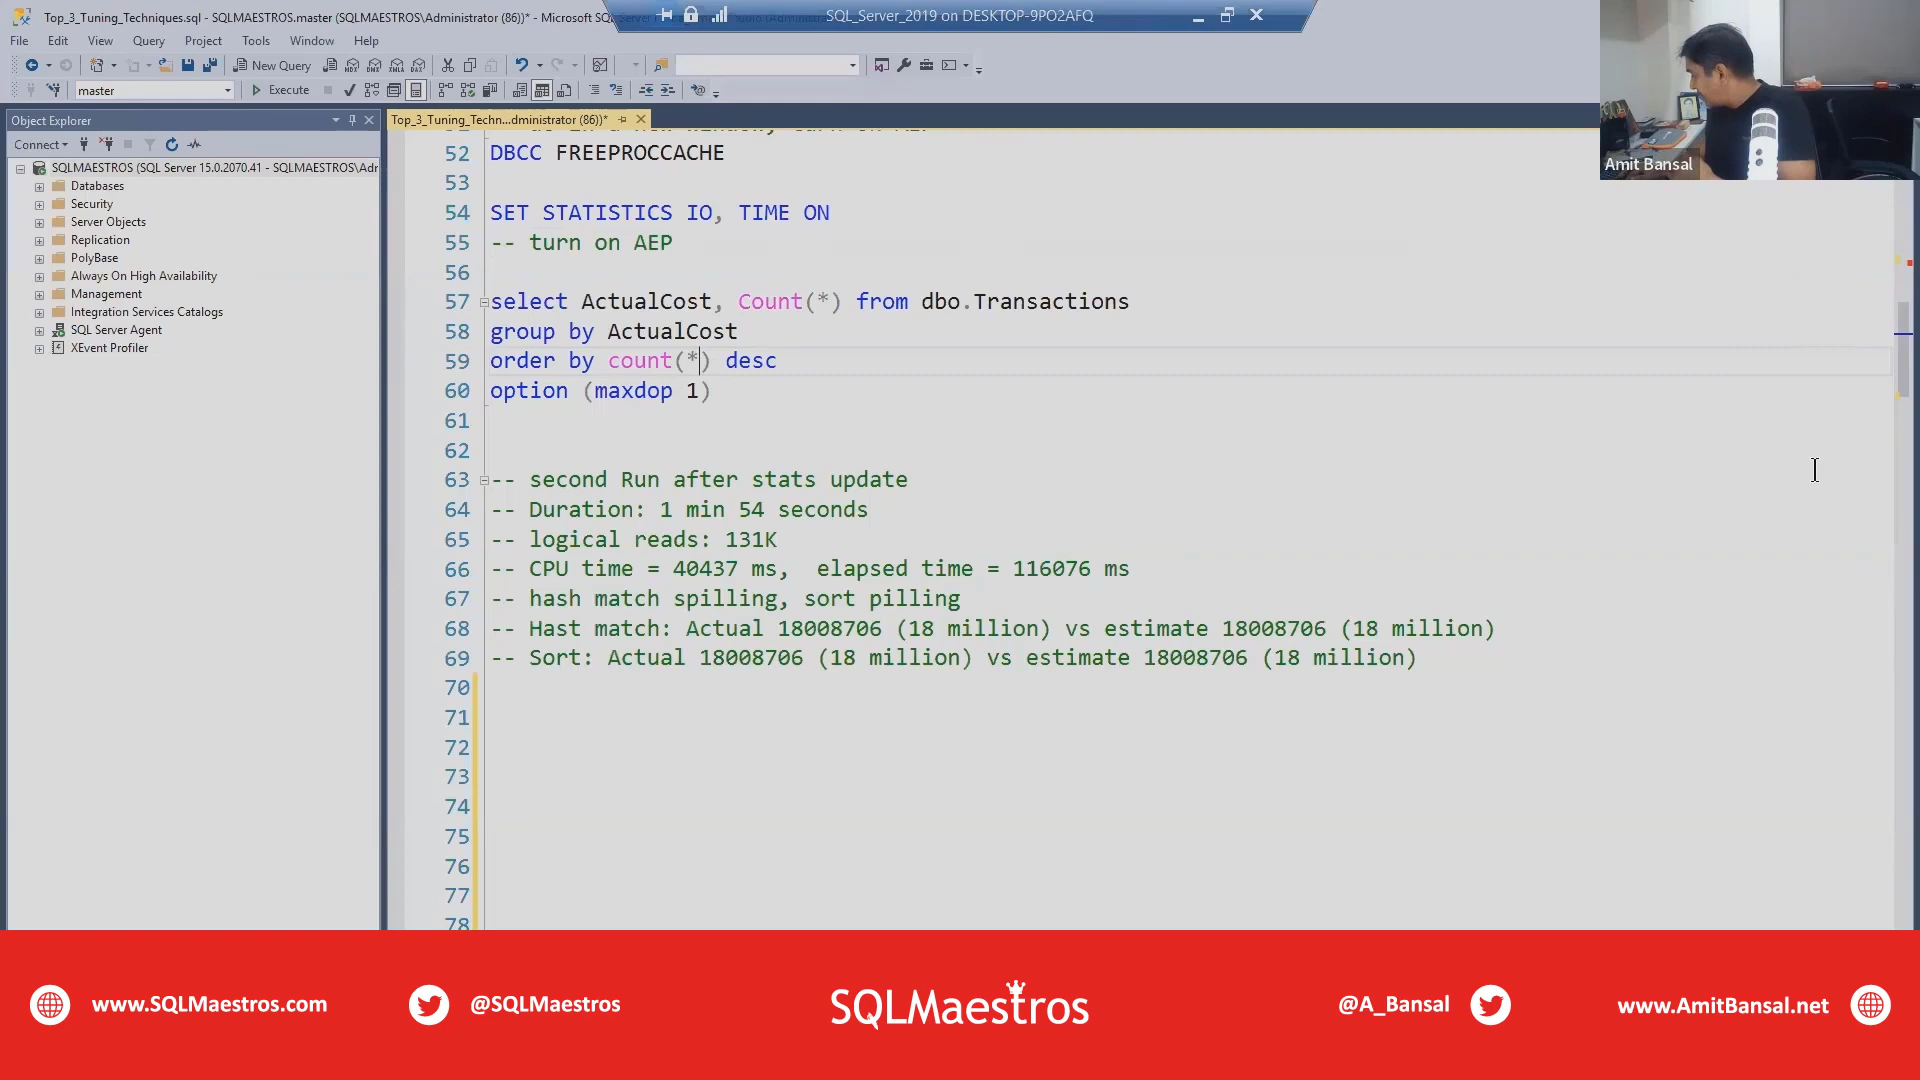 Top_3_Tuning_Techniques.sql - SQLMAESTROS.master (SQLMAESTROS\Administrator (86))* - Microsoft SQL
SQL_Server_2019 on DESKTOP-9PO2AFQ
File Edit View Query Project Tools Window Help
New Query
master Execute
Object Explorer
Connect
SQLMAESTROS (SQL Server 15.0.2070.41 - SQLMAESTROS\Adr
Databases
Security
Server Objects
Replication
PolyBase
Always On High Availability
Management
Integration Services Catalogs
SQL Server Agent
XEvent Profiler
Top_3_Tuning_Techn...dministrator (86))*
52 DBCC FREEPROCCACHE
53
54 SET STATISTICS IO, TIME ON
55 -- turn on AEP
56
57 select ActualCost, Count(*) from dbo.Transactions
58 group by ActualCost
59 order by count(*) desc
60 option (maxdop 1)
61
62
63 -- second Run after stats update
64 -- Duration: 1 min 54 seconds
65 -- logical reads: 131K
66 -- CPU time = 40437 ms,  elapsed time = 116076 ms
67 -- hash match spilling, sort pilling
68 -- Hast match: Actual 18008706 (18 million) vs estimate 18008706 (18 million)
69 -- Sort: Actual 18008706 (18 million) vs estimate 18008706 (18 million)
70
71
72
73
74
75
76
77
78
Amit Bansal
www.SQLMaestros.com
@SQLMaestros
SQLMaestros
@A_Bansal
www.AmitBansal.net